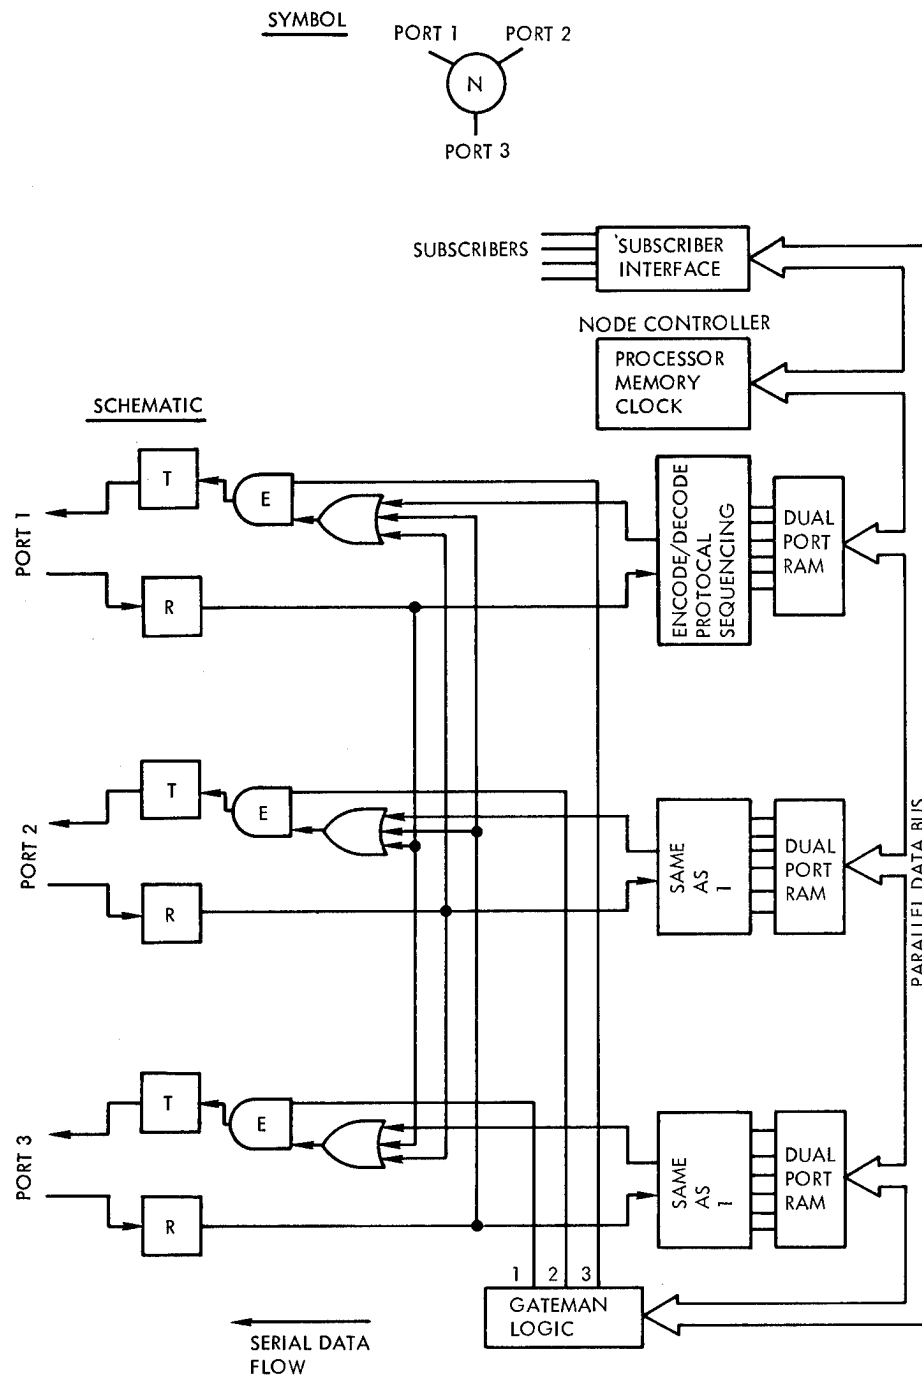 SYMBOL
PORT 1
PORT 2
N
PORT 3
SUBSCRIBERS
SUBSCRIBER
INTERFACE
NODE CONTROLLER
PROCESSOR
MEMORY
CLOCK
SCHEMATIC
PORT 1
T
E
R
ENCODE/DECODE
PROTOCAL
SEQUENCING
DUAL
PORT
RAM
PORT 2
T
E
R
SAME
AS
1
DUAL
PORT
RAM
PARALLEL DATA BUS
PORT 3
T
E
R
SAME
AS
1
DUAL
PORT
RAM
1 2 3
GATEMAN
LOGIC
SERIAL DATA
FLOW